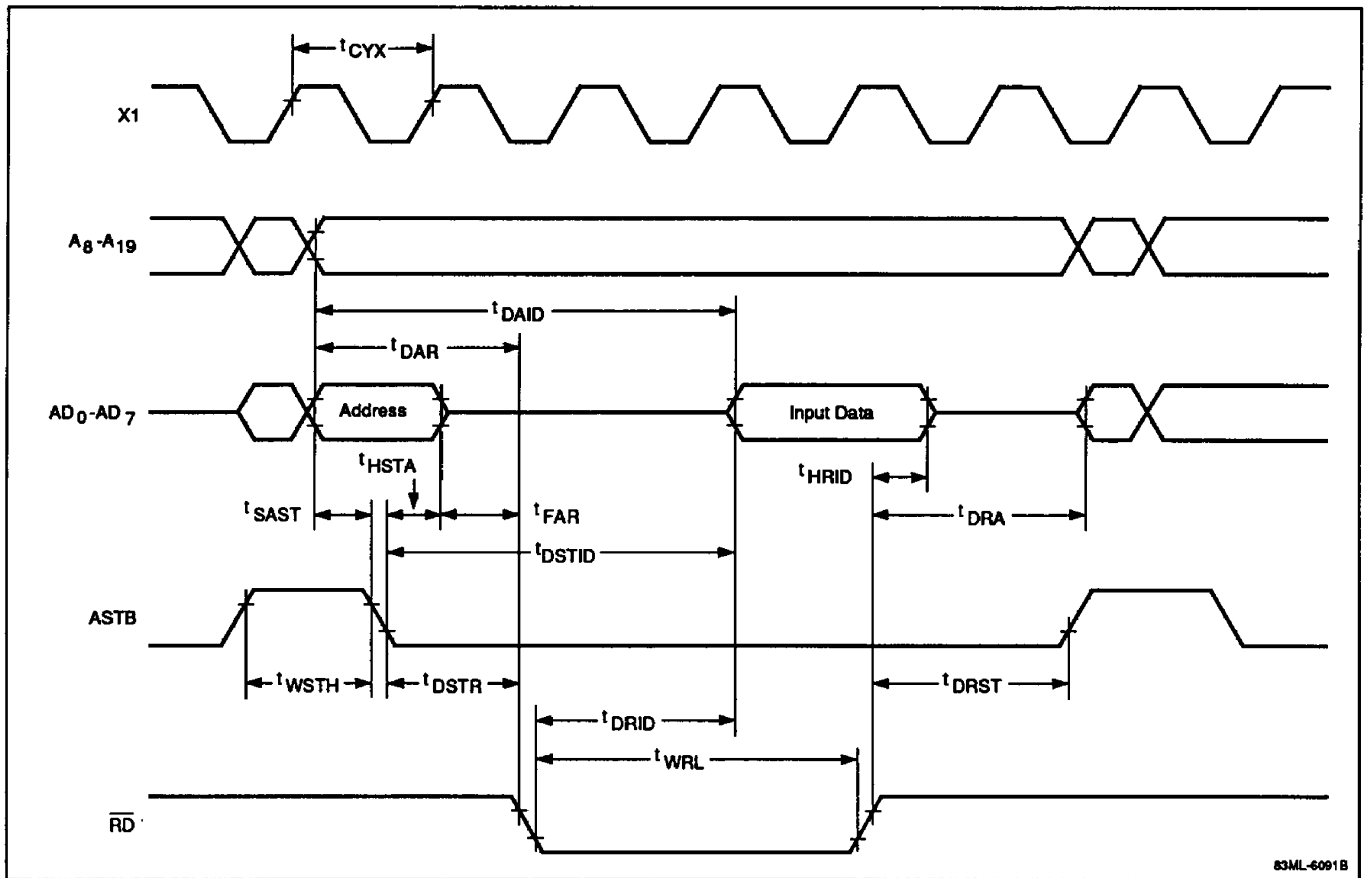 tCYX
X1
A8-A19
tDAID
tDAR
AD0-AD7
Address
Input Data
tHSTA
tHRID
tSAST
tFAR
tDRA
tDSTID
ASTB
tWSTH
tDSTR
tDRST
tDRID
tWRL
RD
83ML-6091B